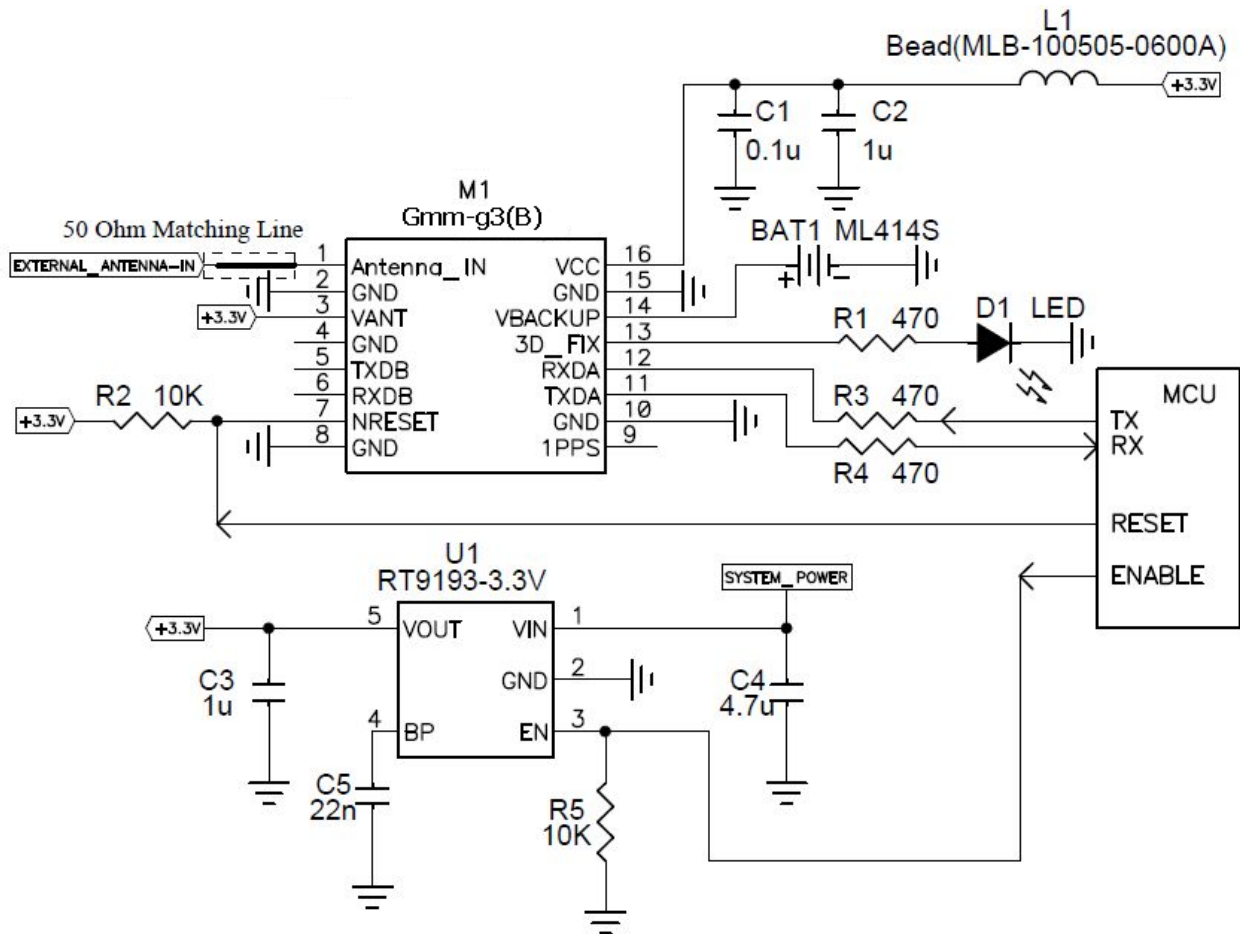 L1
Bead(MLB-100505-0600A)
+3.3V
C1
0.1u
C2
1u
M1
Gmm-g3(B)
50 Ohm Matching Line
EXTERNAL_ANTENNA-IN
1 Antenna_IN
2 GND
+3.3V
3 VANT
4 GND
5 TXDB
6 RXDB
7 NRESET
8 GND
VCC 16
GND 15
VBACKUP 14
3D_FIX 13
RXDA 12
TXDA 11
GND 10
1PPS 9
BAT1 ML414S
+ -
R1 470
D1 LED
R3 470
R4 470
R2 10K
+3.3V
MCU
TX
RX
RESET
ENABLE
U1
RT9193-3.3V
SYSTEM_POWER
+3.3V
5 VOUT
VIN 1
GND 2
4 BP
EN 3
C3
1u
C4
4.7u
C5
22n
R5
10K